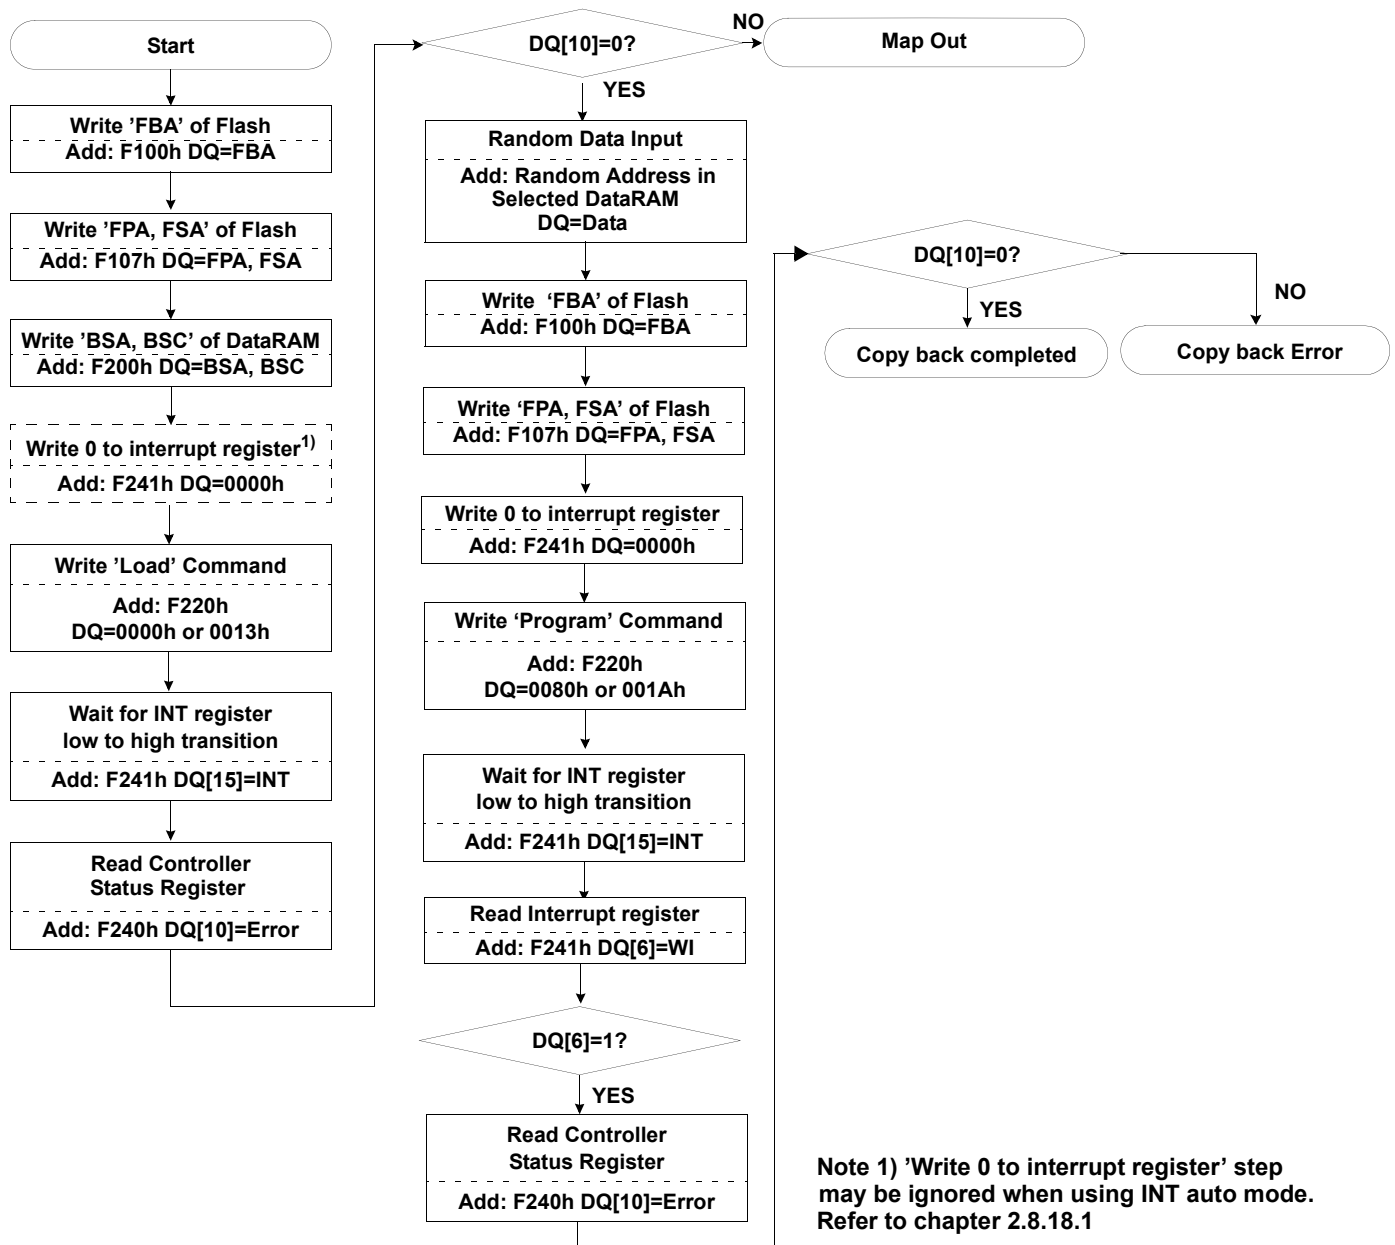 Start
Write ’FBA’ of Flash
Add: F100h DQ=FBA
Write ’FPA, FSA’ of Flash
Add: F107h DQ=FPA, FSA
Write ’BSA, BSC’ of DataRAM
Add: F200h DQ=BSA, BSC
Write 0 to interrupt register1)
Add: F241h DQ=0000h
Write ’Load’ Command
Add: F220h
DQ=0000h or 0013h
Wait for INT register
low to high transition
Add: F241h DQ[15]=INT
Read Controller
Status Register
Add: F240h DQ[10]=Error
DQ[10]=0?
NO
Map Out
YES
Random Data Input
Add: Random Address in
Selected DataRAM
DQ=Data
Write ‘FBA’ of Flash
Add: F100h DQ=FBA
Write ‘FPA, FSA’ of Flash
Add: F107h DQ=FPA, FSA
Write 0 to interrupt register
Add: F241h DQ=0000h
Write ‘Program’ Command
Add: F220h
DQ=0080h or 001Ah
Wait for INT register
low to high transition
Add: F241h DQ[15]=INT
Read Interrupt register
Add: F241h DQ[6]=WI
DQ[6]=1?
YES
Read Controller
Status Register
Add: F240h DQ[10]=Error
DQ[10]=0?
YES
NO
Copy back completed
Copy back Error
Note 1) ’Write 0 to interrupt register’ step
may be ignored when using INT auto mode.
Refer to chapter 2.8.18.1